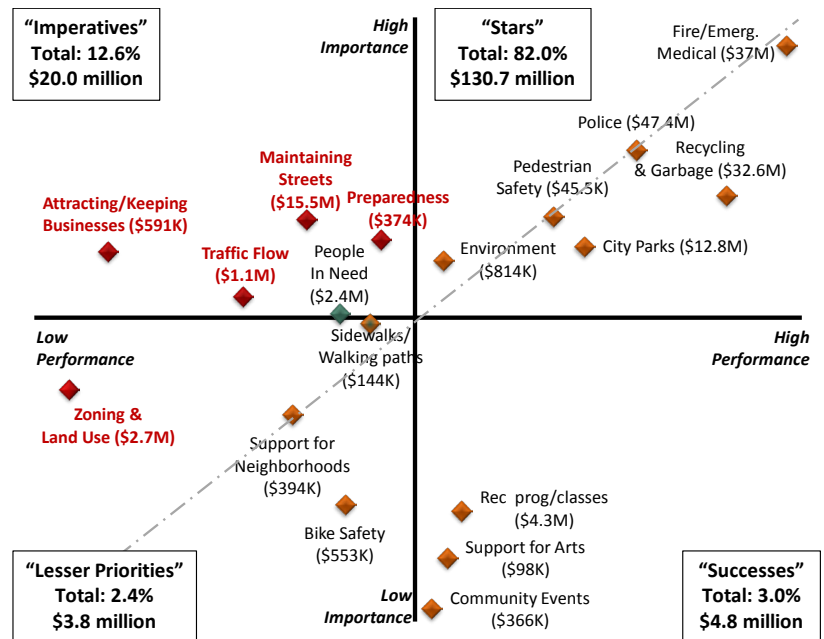 “Imperatives”
Total: 12.6%
$20.0 million
High
Importance
“Stars”
Total: 82.0%
$130.7 million
Fire/Emerg.
Medical ($37M)
Police ($47.4M)
Recycling
& Garbage ($32.6M)
Pedestrian
Safety ($45.5K)
Maintaining
Streets
($15.5M)
Preparedness
($374K)
Attracting/Keeping
Businesses ($591K)
Traffic Flow
($1.1M)
People
In Need
($2.4M)
Environment
($814K)
City Parks ($12.8M)
Low
Performance
High
Performance
Sidewalks/
Walking paths
($144K)
Zoning &
Land Use ($2.7M)
Support for
Neighborhoods
($394K)
Bike Safety
($553K)
Rec prog/classes
($4.3M)
Support for Arts
($98K)
Community Events
($366K)
“Lesser Priorities”
Total: 2.4%
$3.8 million
Low
Importance
“Successes”
Total: 3.0%
$4.8 million